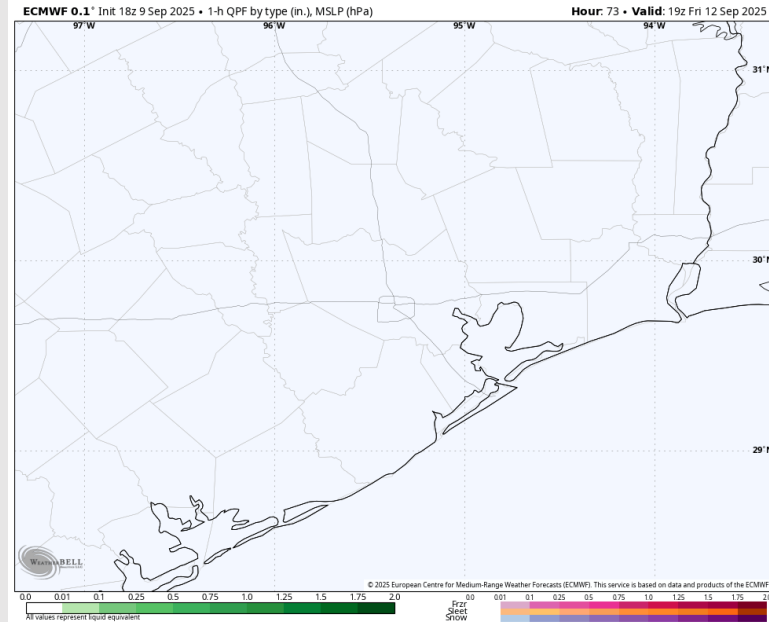 ECMWF 0.1° Init 18z 9 Sep 2025 • 1-h QPF by type (in.), MSLP (hPa) Hour: 73 • Valid: 19z Fri 12 Sep 2025
97°W 96°W 95°W 94°W
31°N
30°N
29°N
WEATHERBELL
© 2025 European Centre for Medium-Range Weather Forecasts (ECMWF). This service is based on data and products of the ECMWF
0.0 0.01 0.1 0.25 0.5 0.75 1.0 1.25 1.5 1.75 2.0
All values represent liquid equivalent
0.0 0.01 0.1 0.25 0.5 0.75 1.0 1.25 1.5 1.75 2.0
Frzr
Sleet
Snow